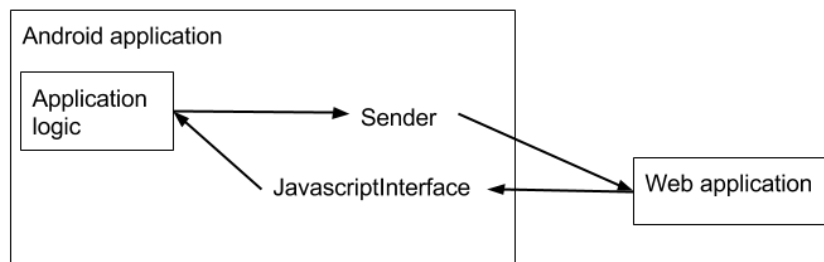 Android application
Application
logic
Sender
JavascriptInterface
Web application